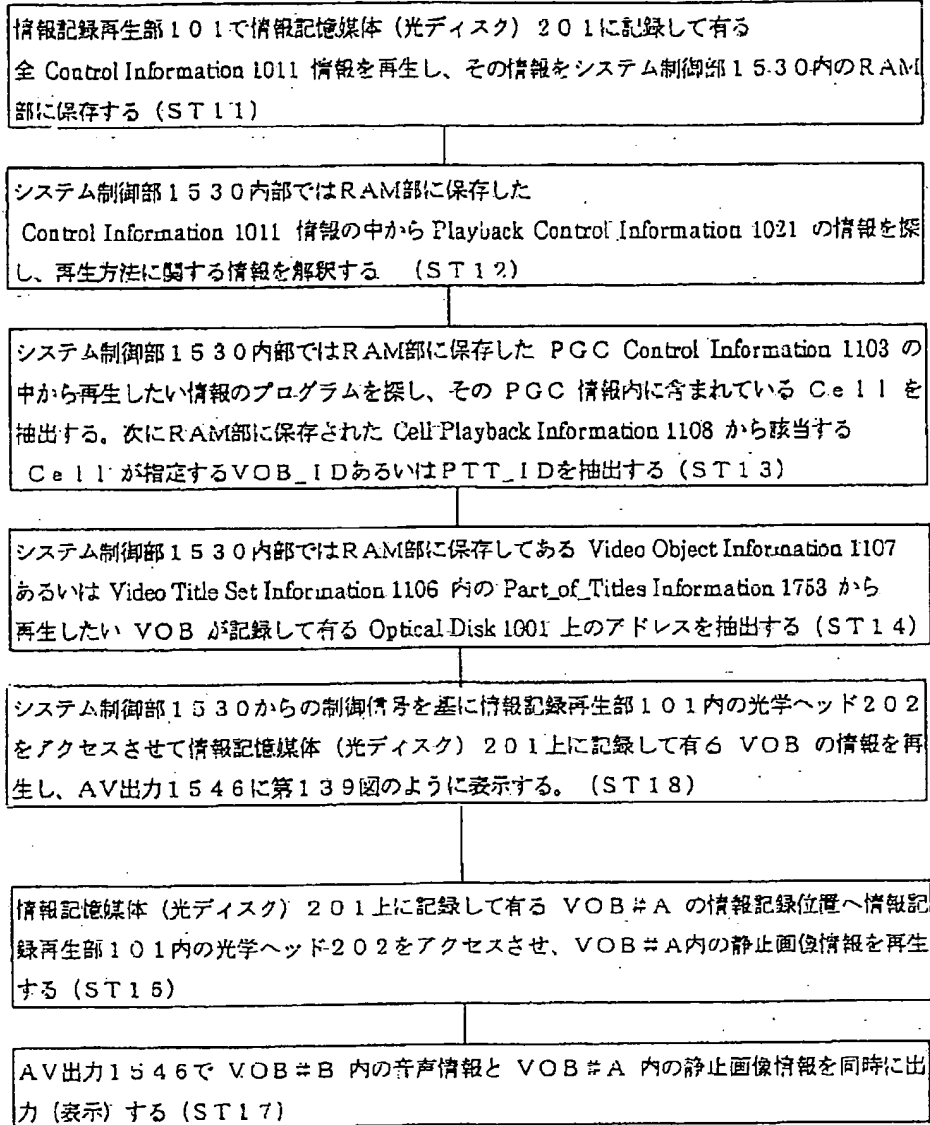 情報記録再生部101で情報記憶媒体（光ディスク）201に記録して有る
全 Control Information 1011 情報を再生し、その情報をシステム制御部1530内のRAM
部に保存する（ST11）
システム制御部1530内部ではRAM部に保存した
Control Information 1011 情報の中から Playback Control Information 1021 の情報を探
し、再生方法に関する情報を解釈する （ST12）
システム制御部1530内部ではRAM部に保存した PGC Control Information 1103 の
中から再生したい情報のプログラムを探し、その PGC 情報内に含まれている Cell を
抽出する。次にRAM部に保存された Cell Playback Information 1108 から該当する
Cell が指定するVOB_IDあるいはPTT_IDを抽出する（ST13）
システム制御部1530内部ではRAM部に保存してある Video Object Information 1107
あるいは Video Title Set Information 1106 内の Part_of_Titles Information 1753 から
再生したい VOB が記録して有る Optical Disk 1001 上のアドレスを抽出する（ST14）
システム制御部1530からの制御信号を基に情報記録再生部101内の光学ヘッド202
をアクセスさせて情報記憶媒体（光ディスク）201上に記録して有る VOB の情報を再
生し、AV出力1546に第139図のように表示する。（ST18）
情報記憶媒体（光ディスク）201上に記録して有る VOB#A の情報記録位置へ情報記
録再生部101内の光学ヘッド202をアクセスさせ、VOB#A内の静止画像情報を再生
する（ST16）
AV出力1546で VOB#B 内の音声情報と VOB#A 内の静止画像情報を同時に出
力（表示）する（ST17）